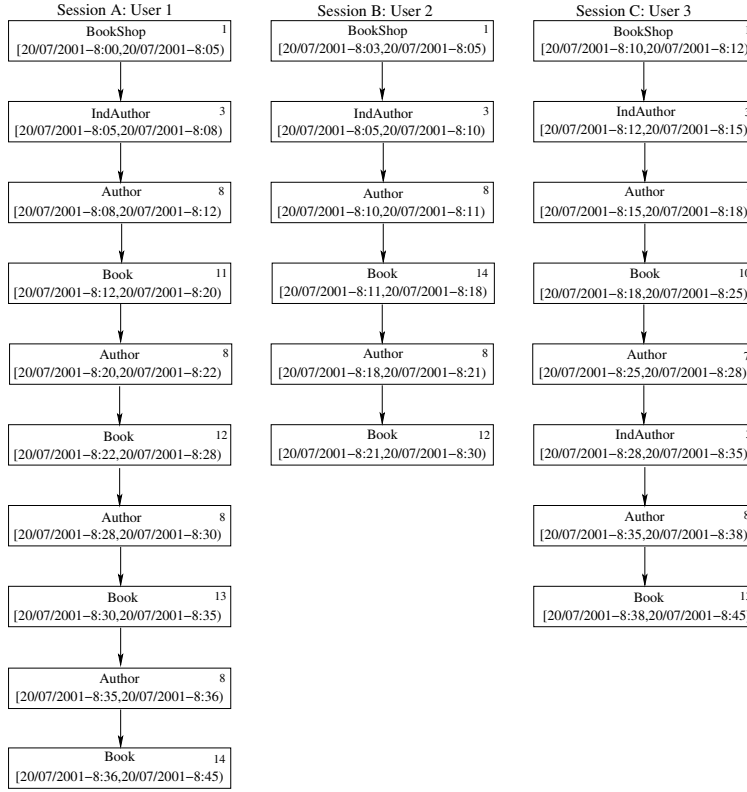 Session A: User 1
BookShop 1
[20/07/2001−8:00,20/07/2001−8:05)
IndAuthor 3
[20/07/2001−8:05,20/07/2001−8:08)
Author 8
[20/07/2001−8:08,20/07/2001−8:12)
Book 11
[20/07/2001−8:12,20/07/2001−8:20)
Author 8
[20/07/2001−8:20,20/07/2001−8:22)
Book 12
[20/07/2001−8:22,20/07/2001−8:28)
Author 8
[20/07/2001−8:28,20/07/2001−8:30)
Book 13
[20/07/2001−8:30,20/07/2001−8:35)
Author 8
[20/07/2001−8:35,20/07/2001−8:36)
Book 14
[20/07/2001−8:36,20/07/2001−8:45)
Session B: User 2
BookShop 1
[20/07/2001−8:03,20/07/2001−8:05)
IndAuthor 3
[20/07/2001−8:05,20/07/2001−8:10)
Author 8
[20/07/2001−8:10,20/07/2001−8:11)
Book 14
[20/07/2001−8:11,20/07/2001−8:18)
Author 8
[20/07/2001−8:18,20/07/2001−8:21)
Book 12
[20/07/2001−8:21,20/07/2001−8:30)
Session C: User 3
BookShop 1
[20/07/2001−8:10,20/07/2001−8:12)
IndAuthor 3
[20/07/2001−8:12,20/07/2001−8:15)
Author
[20/07/2001−8:15,20/07/2001−8:18)
Book 10
[20/07/2001−8:18,20/07/2001−8:25)
Author 7
[20/07/2001−8:25,20/07/2001−8:28)
IndAuthor 3
[20/07/2001−8:28,20/07/2001−8:35)
Author 8
[20/07/2001−8:35,20/07/2001−8:38)
Book
[20/07/2001−8:38,20/07/2001−8:45)